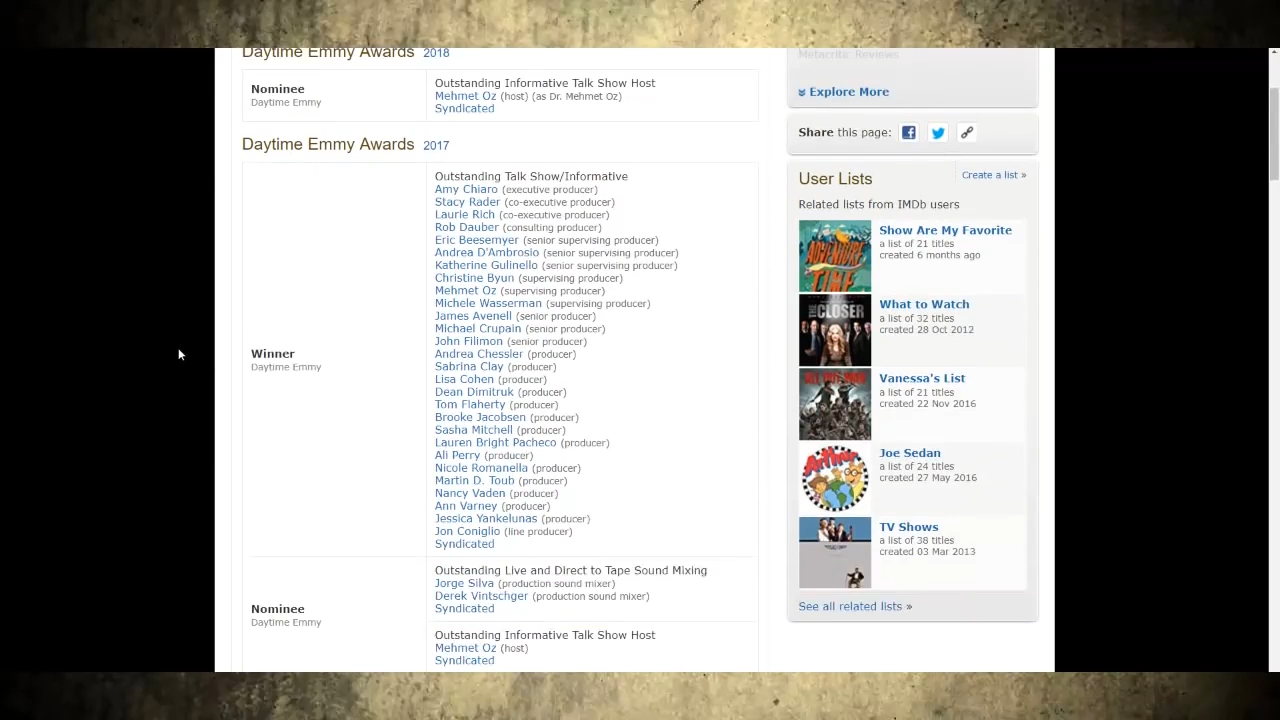 Daytime Emmy Awards 2018
Nominee
Daytime Emmy
Outstanding Informative Talk Show Host
Mehmet Oz (host) (as Dr. Mehmet Oz)
Syndicated
Daytime Emmy Awards 2017
Winner
Daytime Emmy
Outstanding Talk Show/Informative
Amy Chiaro (executive producer)
Stacy Rader (co-executive producer)
Laurie Rich (co-executive producer)
Rob Dauber (consulting producer)
Eric Beesemyer (senior supervising producer)
Andrea D'Ambrosio (senior supervising producer)
Katherine Gulinello (senior supervising producer)
Christine Byun (supervising producer)
Mehmet Oz (supervising producer)
Michele Wasserman (supervising producer)
James Avenell (senior producer)
Michael Crupain (senior producer)
John Filimon (senior producer)
Andrea Chessler (producer)
Sabrina Clay (producer)
Lisa Cohen (producer)
Dean Dimitruk (producer)
Tom Flaherty (producer)
Brooke Jacobsen (producer)
Sasha Mitchell (producer)
Lauren Bright Pacheco (producer)
Ali Perry (producer)
Nicole Romanella (producer)
Martin D. Toub (producer)
Nancy Vaden (producer)
Ann Varney (producer)
Jessica Yankelunas (producer)
Jon Coniglio (line producer)
Syndicated
Nominee
Daytime Emmy
Outstanding Live and Direct to Tape Sound Mixing
Jorge Silva (production sound mixer)
Derek Vintschger (production sound mixer)
Syndicated
Outstanding Informative Talk Show Host
Mehmet Oz (host)
Syndicated
Metacritic Reviews
Explore More
Share this page:
User Lists
Create a list »
Related lists from IMDb users
ADVENTURE TIME
Show Are My Favorite
a list of 21 titles
created 6 months ago
THE CLOSER
What to Watch
a list of 32 titles
created 28 Oct 2012
Vanessa's List
a list of 21 titles
created 22 Nov 2016
Arthur
Joe Sedan
a list of 24 titles
created 27 May 2016
TV Shows
a list of 38 titles
created 03 Mar 2013
See all related lists »